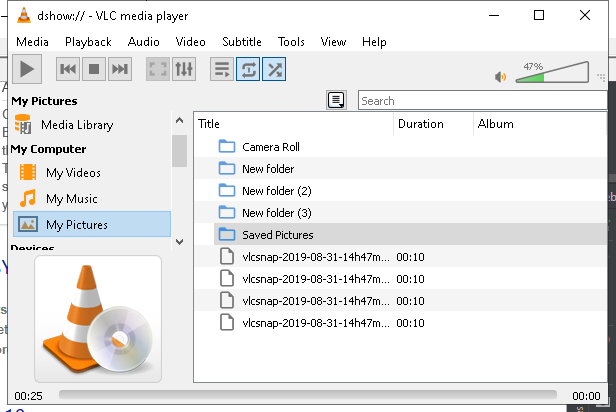 dshow:// - VLC media player
Media Playback Audio Video Subtitle Tools View Help
47%
My Pictures
Media Library
My Computer
My Videos
My Music
My Pictures
Devices
Search
Title Duration Album
Camera Roll
New folder
New folder (2)
New folder (3)
Saved Pictures
vlcsnap-2019-08-31-14h47m... 00:10
vlcsnap-2019-08-31-14h47m... 00:10
vlcsnap-2019-08-31-14h47m... 00:10
vlcsnap-2019-08-31-14h47m... 00:10
00:25 00:00